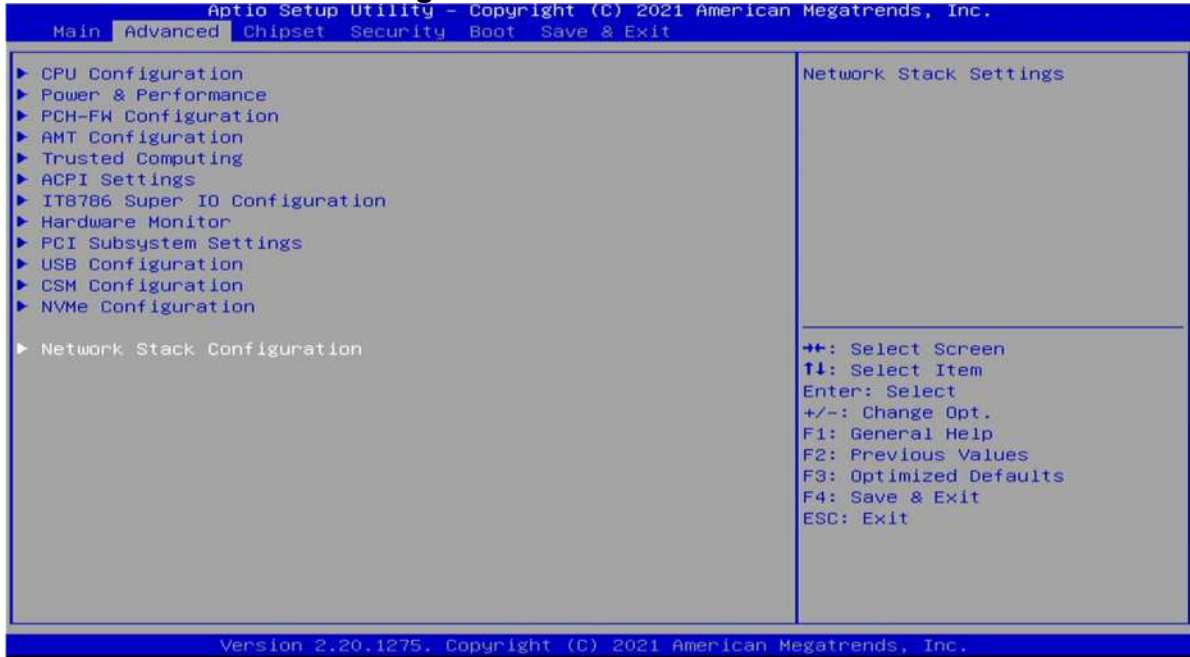 Aptio Setup Utility – Copyright (C) 2021 American Megatrends, Inc.
Main Advanced Chipset Security Boot Save & Exit
► CPU Configuration
► Power & Performance
► PCH-FW Configuration
► AMT Configuration
► Trusted Computing
► ACPI Settings
► IT8786 Super IO Configuration
► Hardware Monitor
► PCI Subsystem Settings
► USB Configuration
► CSM Configuration
► NVMe Configuration
► Network Stack Configuration
Network Stack Settings
→←: Select Screen
↑↓: Select Item
Enter: Select
+/-: Change Opt.
F1: General Help
F2: Previous Values
F3: Optimized Defaults
F4: Save & Exit
ESC: Exit
Version 2.20.1275. Copyright (C) 2021 American Megatrends, Inc.